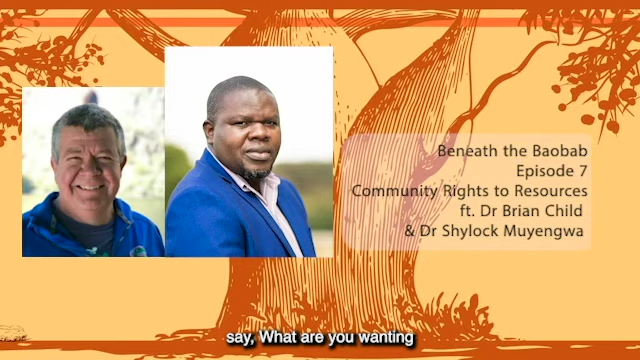 Beneath the Baobab
Episode 7
Community Rights to Resources
ft. Dr Brian Child
& Dr Shylock Muyengwa
say, What are you wanting